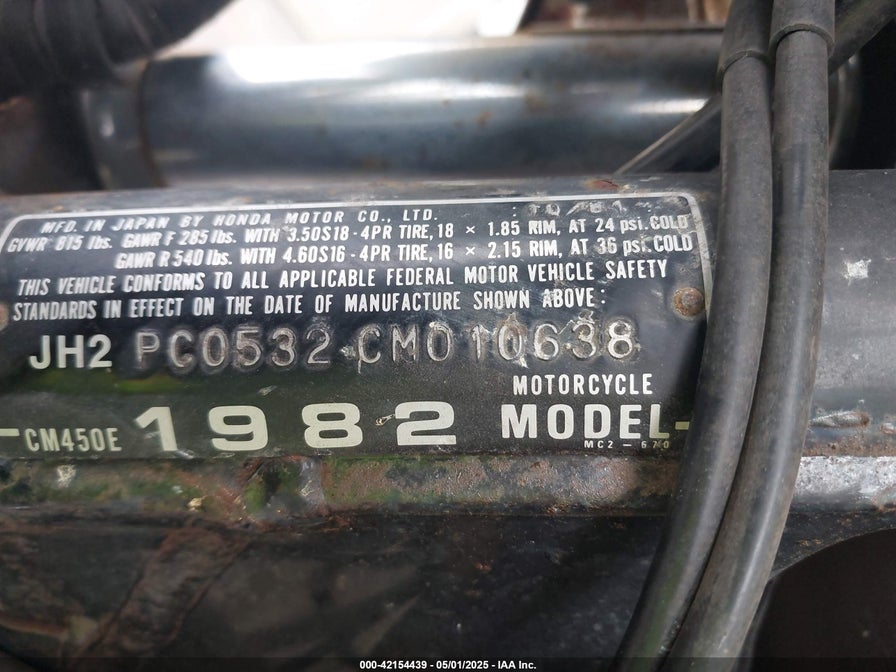 MFD. IN JAPAN BY HONDA MOTOR CO., LTD.
GVWR 815 lbs. GAWR F 285 lbs. WITH 3.50S18 - 4PR TIRE, 18 × 1.85 RIM, AT 24 psi. COLD
GAWR R 540 lbs. WITH 4.60S16 - 4PR TIRE, 16 × 2.15 RIM, AT 36 psi. COLD
THIS VEHICLE CONFORMS TO ALL APPLICABLE FEDERAL MOTOR VEHICLE SAFETY
STANDARDS IN EFFECT ON THE DATE OF MANUFACTURE SHOWN ABOVE:
JH2 PC0532 CM010638
MOTORCYCLE
-CM450E 1982 MODEL-
MC2 - 670
000-42154439 - 05/01/2025 - IAA Inc.